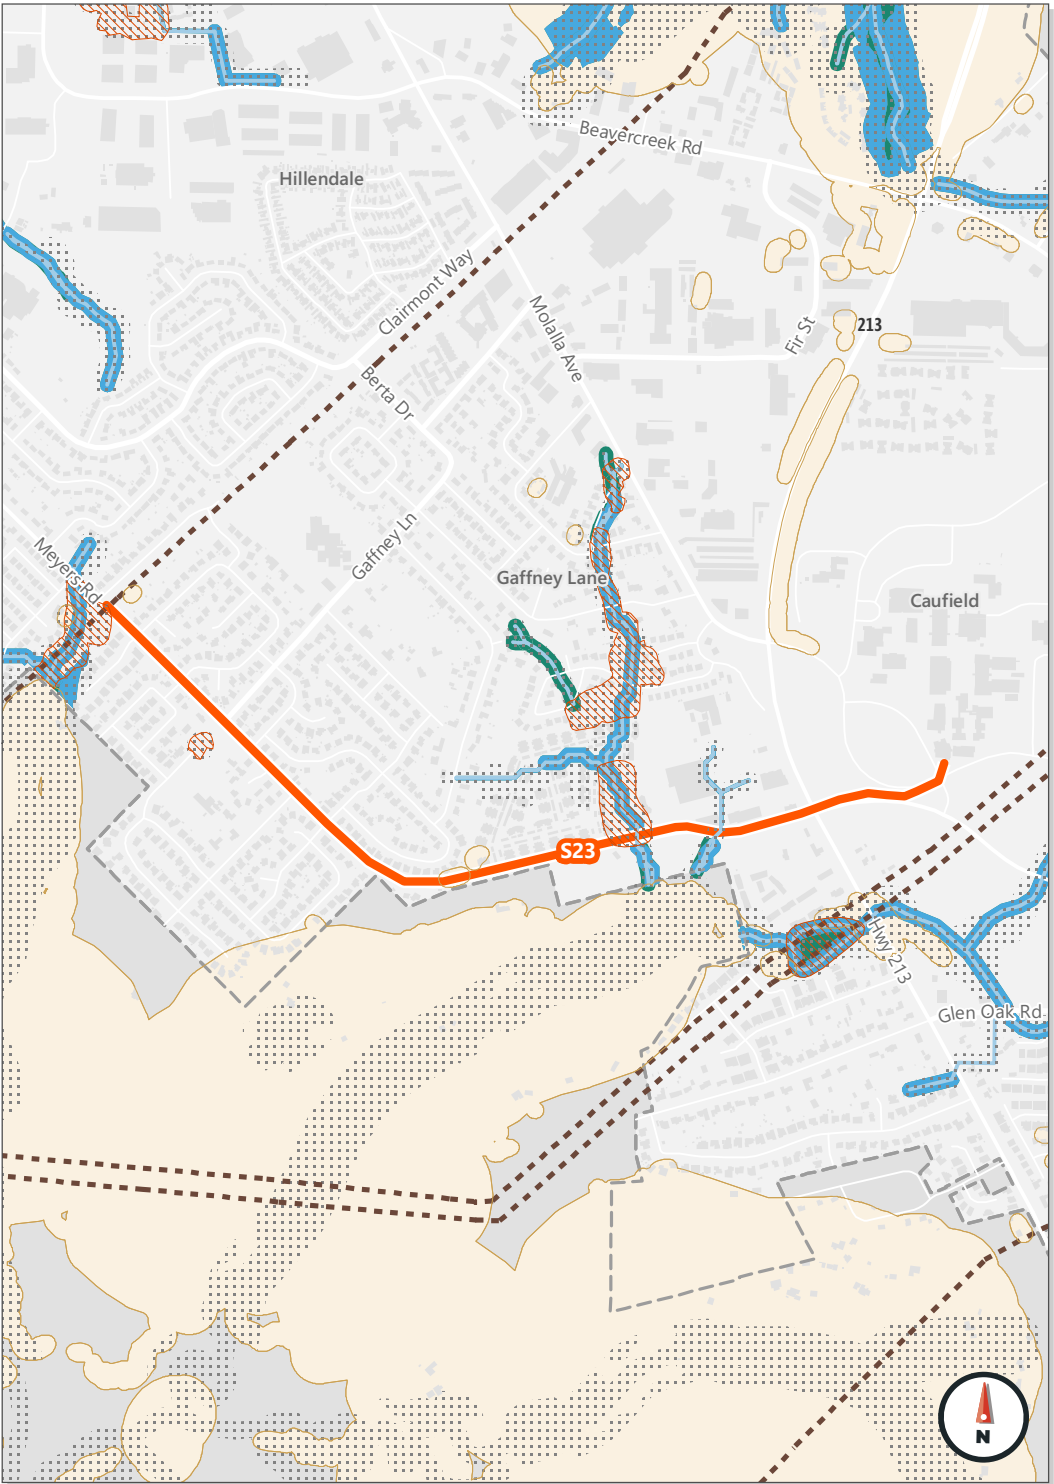 Beavercreek Rd
Hillendale
Clairmont Way
Molalla Ave
Fir St
213
Berta Dr
Gaffney Ln
Meyers Rd
Gaffney Lane
Caufield
S23
Hwy 213
Glen Oak Rd
N